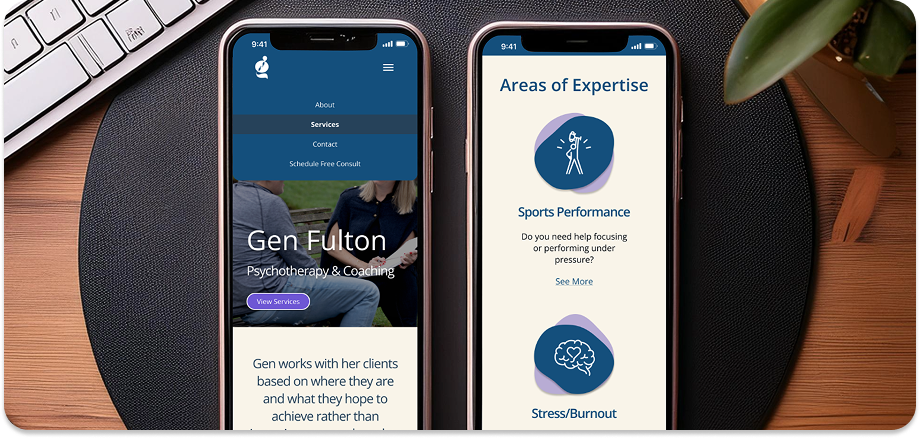 9:41
About
Services
Contact
Schedule Free Consult
Gen Fulton
Psychotherapy & Coaching
View Services
Gen works with her clients
based on where they are
and what they hope to
achieve rather than
9:41
Areas of Expertise
Sports Performance
Do you need help focusing
or performing under
pressure?
See More
Stress/Burnout